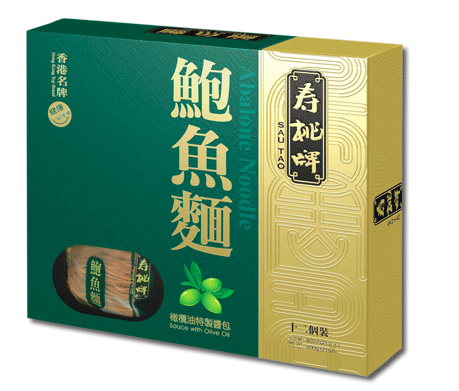 香港名牌
Hong Kong Top Brand
健康
鮑魚麵
Abalone Noodle
寿桃牌
SAU TAO
寿桃牌
鮑魚麵
橄欖油特製醬包
Sauce with Olive Oil
十二個裝